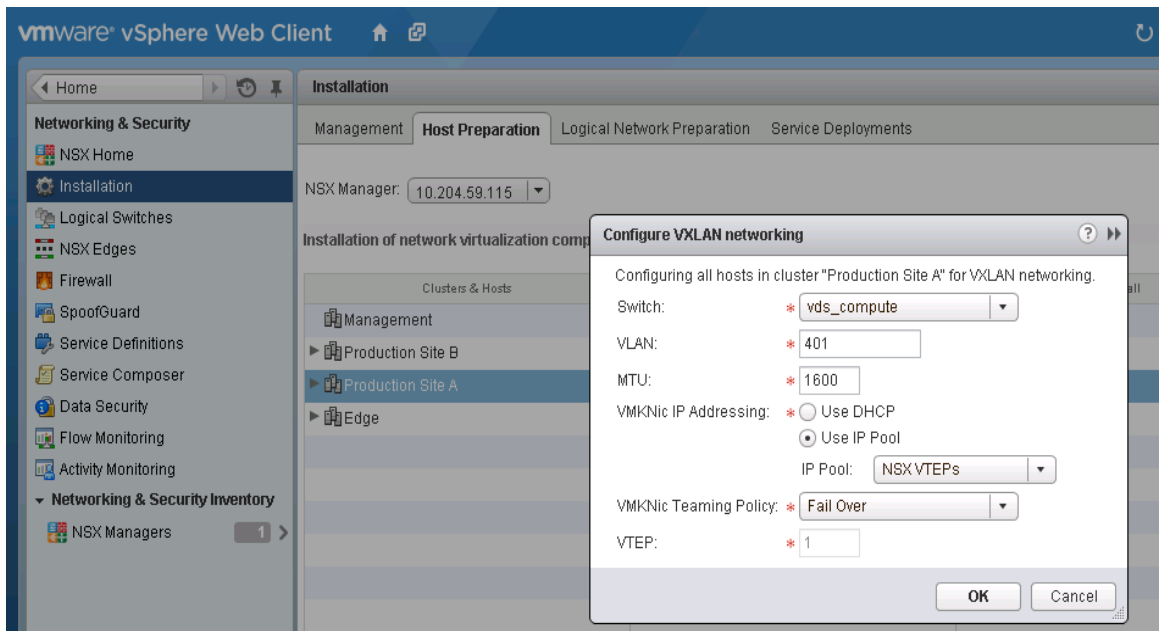 vmware® vSphere Web Client
Home
Networking & Security
NSX Home
Installation
Logical Switches
NSX Edges
Firewall
SpoofGuard
Service Definitions
Service Composer
Data Security
Flow Monitoring
Activity Monitoring
Networking & Security Inventory
NSX Managers 1
Installation
Management Host Preparation Logical Network Preparation Service Deployments
NSX Manager: 10.204.59.115
Installation of network virtualization comp
Clusters & Hosts
all
Management
Production Site B
Production Site A
Edge
Configure VXLAN networking ?
Configuring all hosts in cluster "Production Site A" for VXLAN networking.
Switch: * vds_compute
VLAN: * 401
MTU: * 1600
VMKNic IP Addressing: * Use DHCP
Use IP Pool
IP Pool: NSX VTEPs
VMKNic Teaming Policy: * Fail Over
VTEP: * 1
OK Cancel